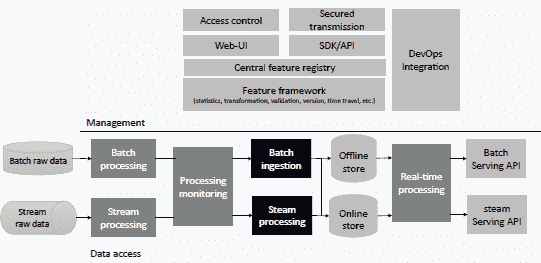 Access control
Secured
transmission
Web-UI
SDK/API
DevOps
Integration
Central feature registry
Feature framework
(statistics, transformation, validation, version, time travel, etc.)
Management
Batch raw data
Batch
processing
Processing
monitoring
Batch
ingestion
Offline
store
Real-time
processing
Batch
Serving API
Stream
raw data
Stream
processing
Steam
processing
Online
store
steam
Serving API
Data access